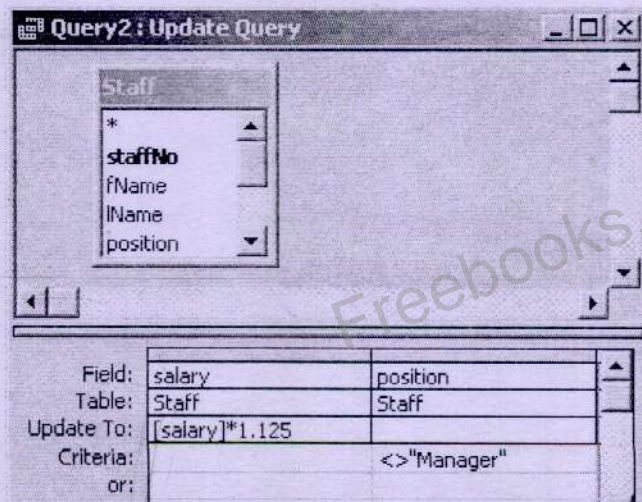 Query2 : Update Query
Staff
*
staffNo
fName
lName
position
Freebooks
Field: salary position
Table: Staff Staff
Update To: [salary]*1.125
Criteria: <>"Manager"
or: